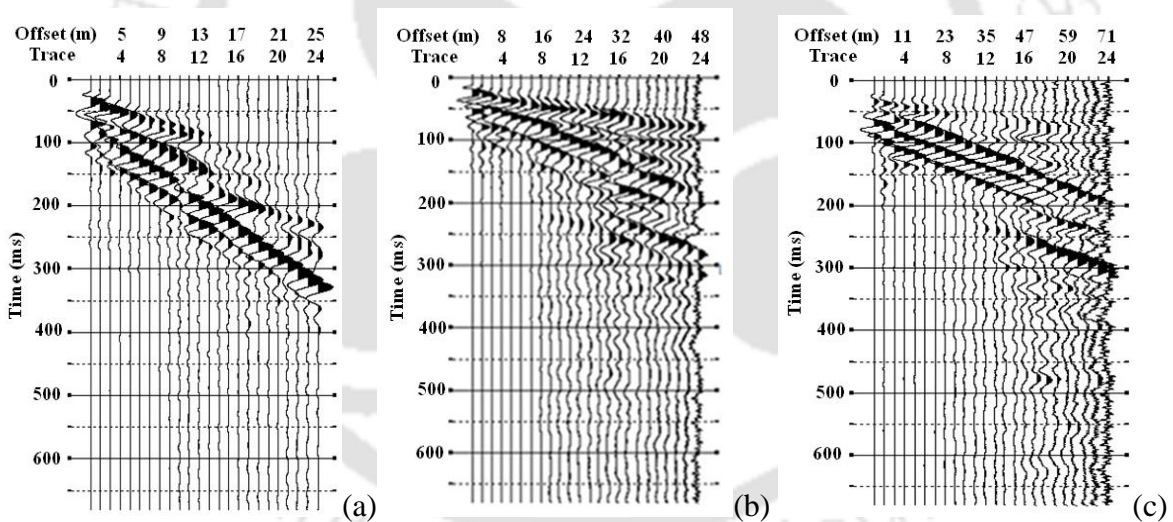 Offset (m) 5 9 13 17 21 25
Trace 4 8 12 16 20 24
0
100
200
300
400
500
600
Time (ms)
(a)
Offset (m) 8 16 24 32 40 48
Trace 4 8 12 16 20 24
0
100
200
300
400
500
600
Time (ms)
(b)
Offset (m) 11 23 35 47 59 71
Trace 4 8 12 16 20 24
0
100
200
300
400
500
600
Time (ms)
(c)